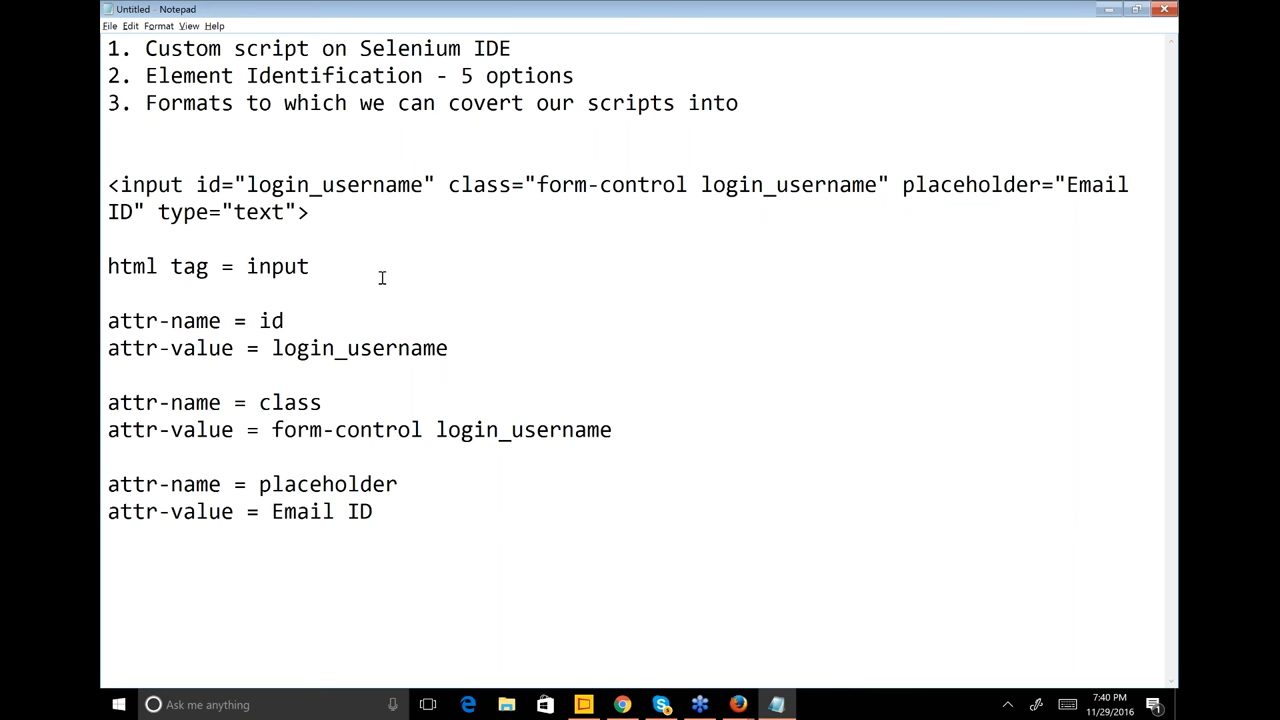 Untitled - Notepad
File Edit Format View Help
1. Custom script on Selenium IDE
2. Element Identification - 5 options
3. Formats to which we can covert our scripts into
<input id="login_username" class="form-control login_username" placeholder="Email
ID" type="text">
html tag = input
attr-name = id
attr-value = login_username
attr-name = class
attr-value = form-control login_username
attr-name = placeholder
attr-value = Email ID
Ask me anything
7:40 PM
11/29/2016